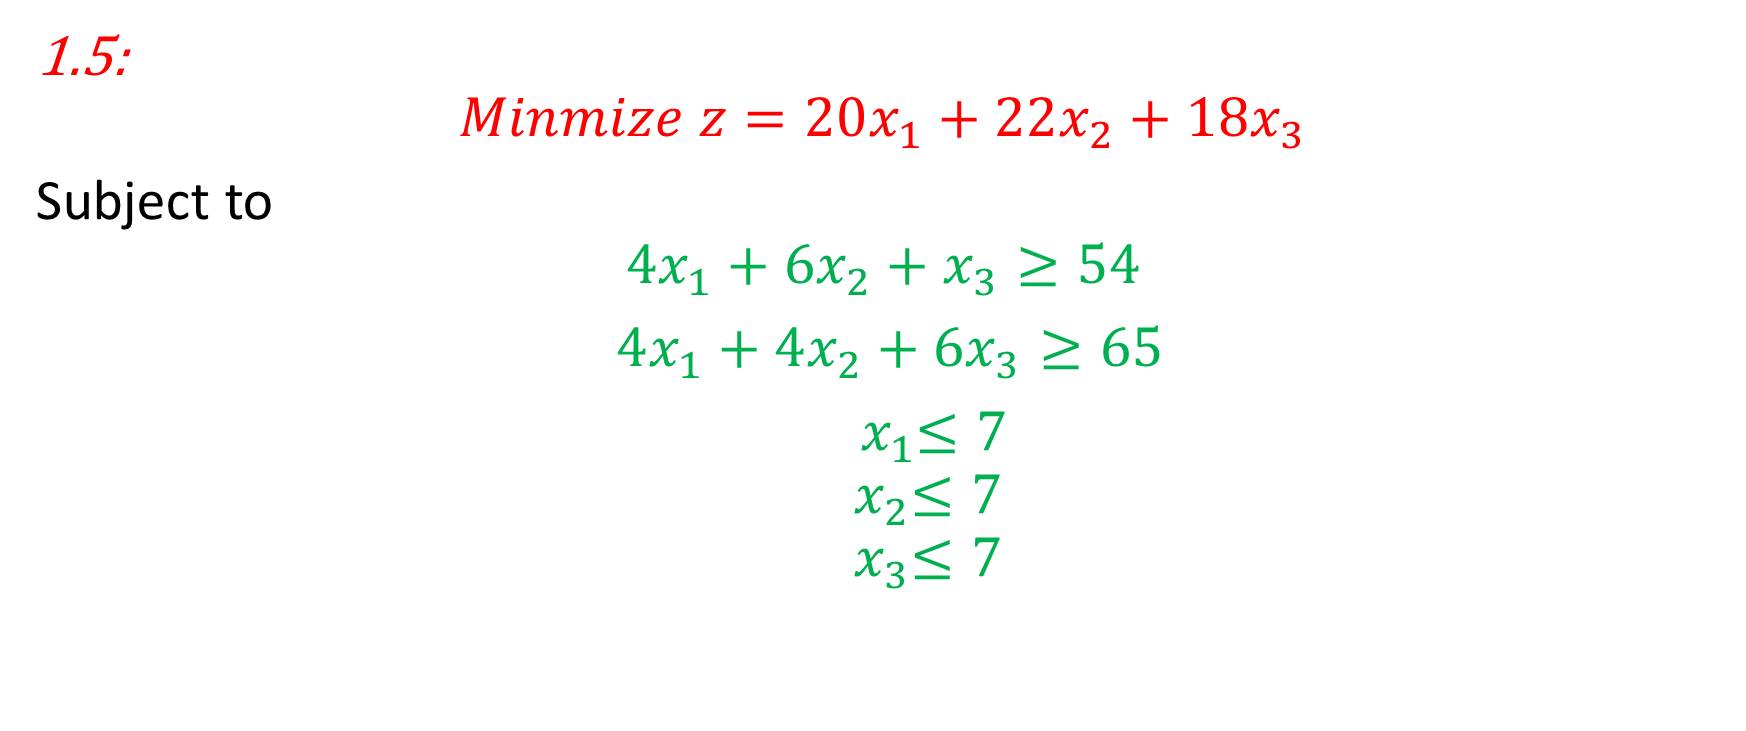 1.5:
Minmize z = 20x₁ + 22x₂ + 18x₃
Subject to
4x₁ + 6x₂ + x₃ ≥ 54
4x₁ + 4x₂ + 6x₃ ≥ 65
x₁≤ 7
x₂≤ 7
x₃≤ 7